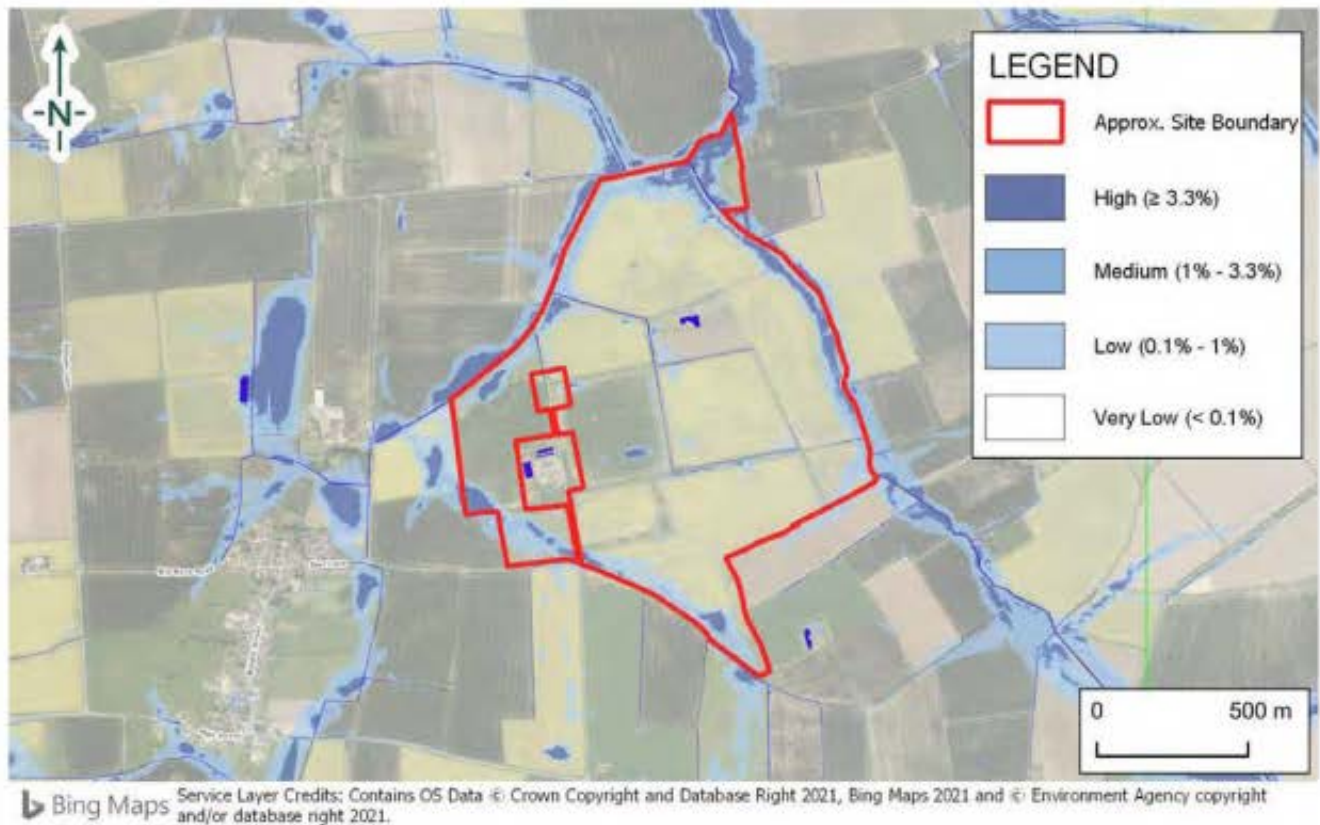 N
LEGEND
Approx. Site Boundary
High (≥ 3.3%)
Medium (1% - 3.3%)
Low (0.1% - 1%)
Very Low (< 0.1%)
0 500 m
Bing Maps Service Layer Credits: Contains OS Data © Crown Copyright and Database Right 2021, Bing Maps 2021 and © Environment Agency copyright
and/or database right 2021.